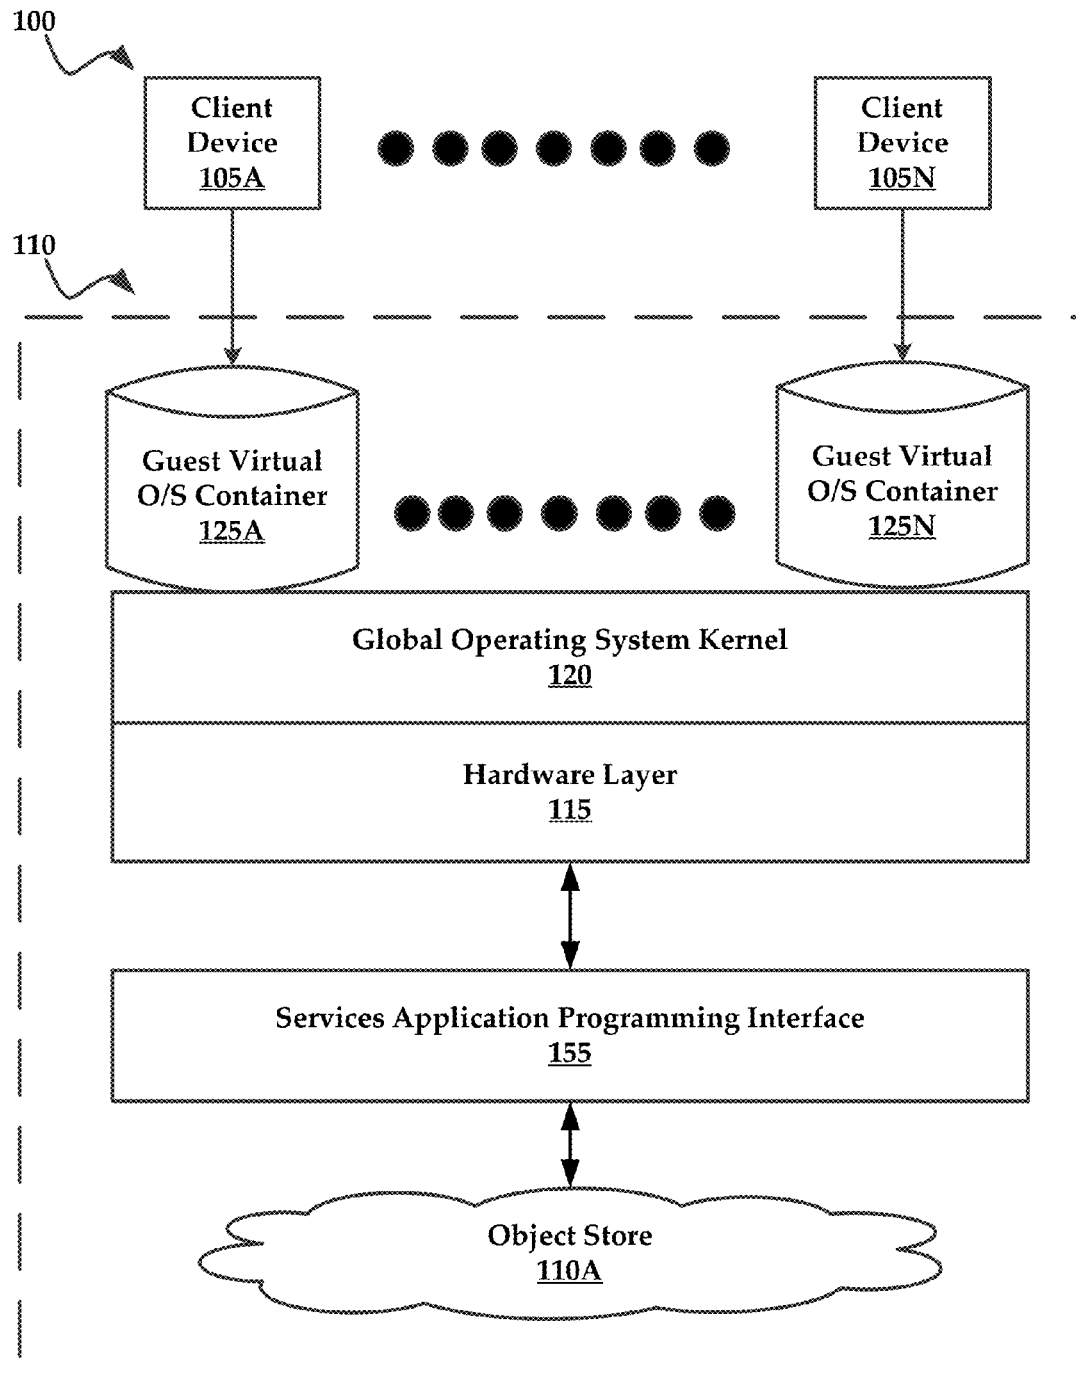 100
Client
Device
105A
Client
Device
105N
110
Guest Virtual
O/S Container
125A
Guest Virtual
O/S Container
125N
Global Operating System Kernel
120
Hardware Layer
115
Services Application Programming Interface
155
Object Store
110A